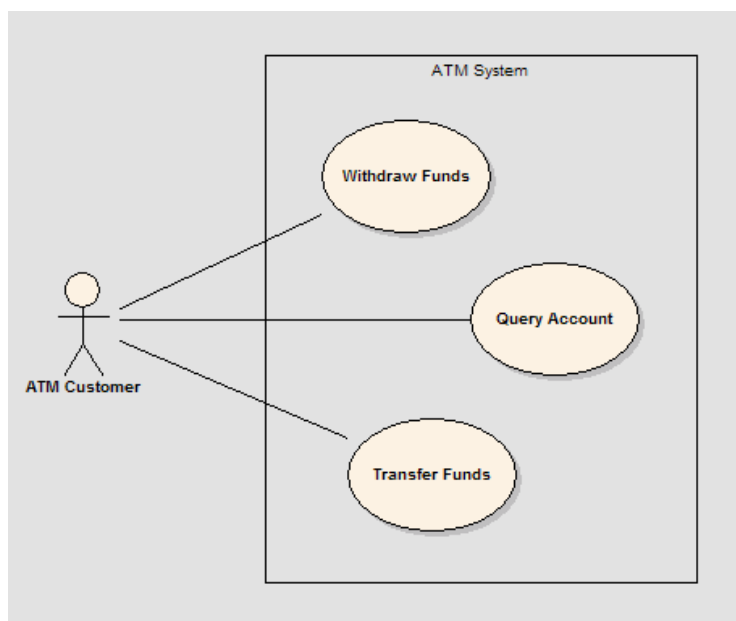 ATM System
Withdraw Funds
Query Account
ATM Customer
Transfer Funds